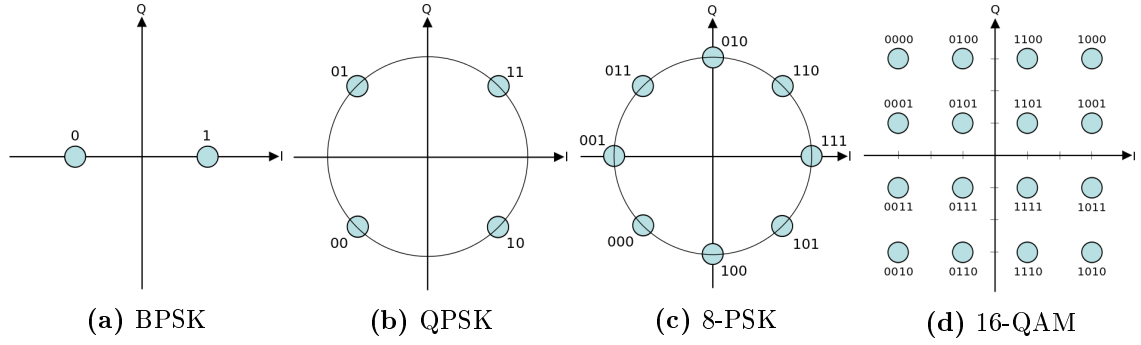 Q
0 1
I
(a) BPSK
Q
01 11
I
00 10
(b) QPSK
Q
010
011 110
001 111
I
000 101
100
(c) 8-PSK
Q
0000 0100 1100 1000
0001 0101 1101 1001
I
0011 0111 1111 1011
0010 0110 1110 1010
(d) 16-QAM